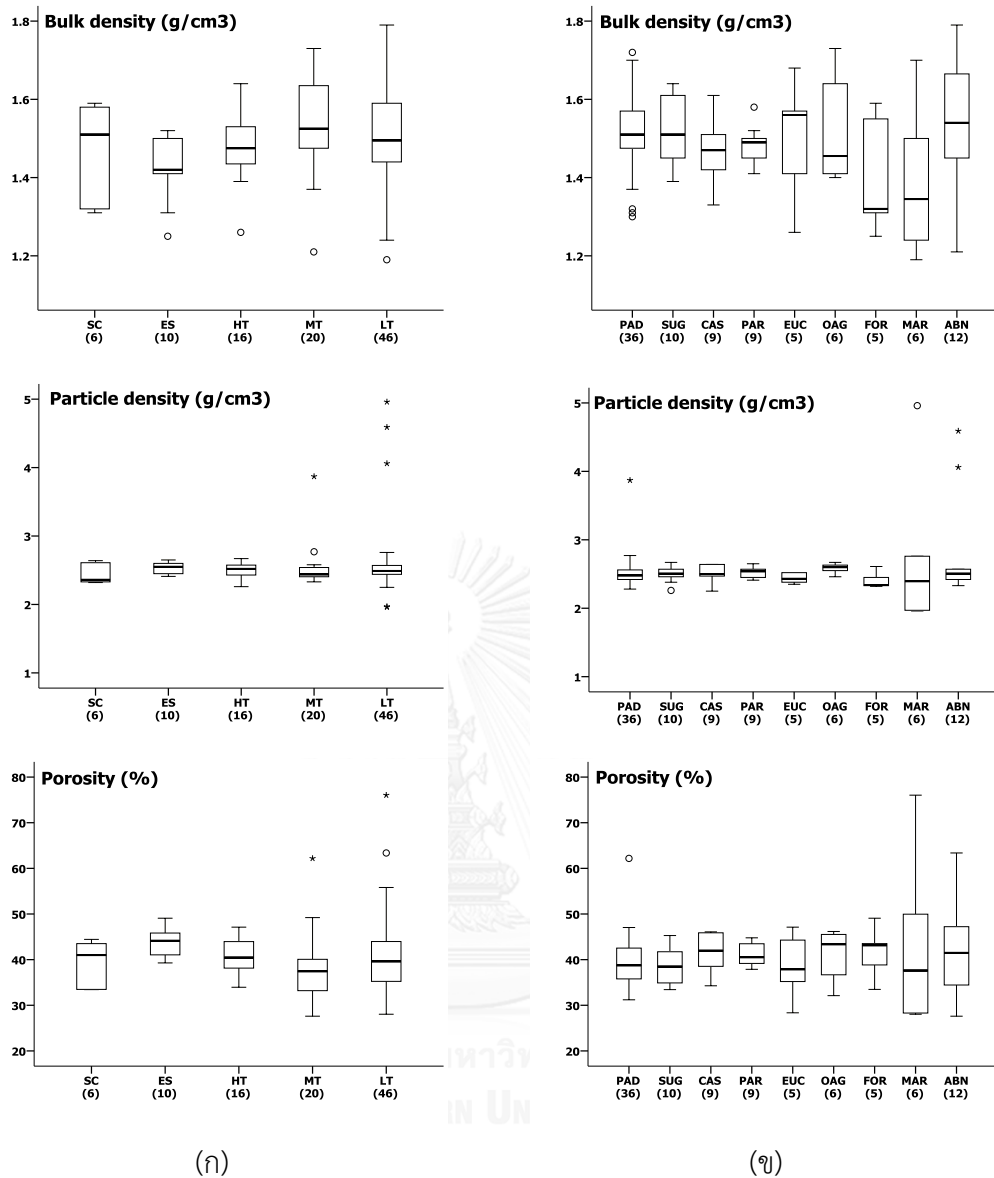 Bulk density (g/cm3)
1.8
1.6
1.4
1.2
SC ES HT MT LT
(6) (10) (16) (20) (46)
Bulk density (g/cm3)
1.8
1.6
1.4
1.2
PAD SUG CAS PAR EUC OAG FOR MAR ABN
(36) (10) (9) (9) (5) (6) (5) (6) (12)
Particle density (g/cm3)
5
4
3
2
1
SC ES HT MT LT
(6) (10) (16) (20) (46)
Particle density (g/cm3)
5
4
3
2
1
PAD SUG CAS PAR EUC OAG FOR MAR ABN
(36) (10) (9) (9) (5) (6) (5) (6) (12)
Porosity (%)
80
70
60
50
40
30
20
SC ES HT MT LT
(6) (10) (16) (20) (46)
Porosity (%)
80
70
60
50
40
30
20
PAD SUG CAS PAR EUC OAG FOR MAR ABN
(36) (10) (9) (9) (5) (6) (5) (6) (12)
(ก)
(ข)